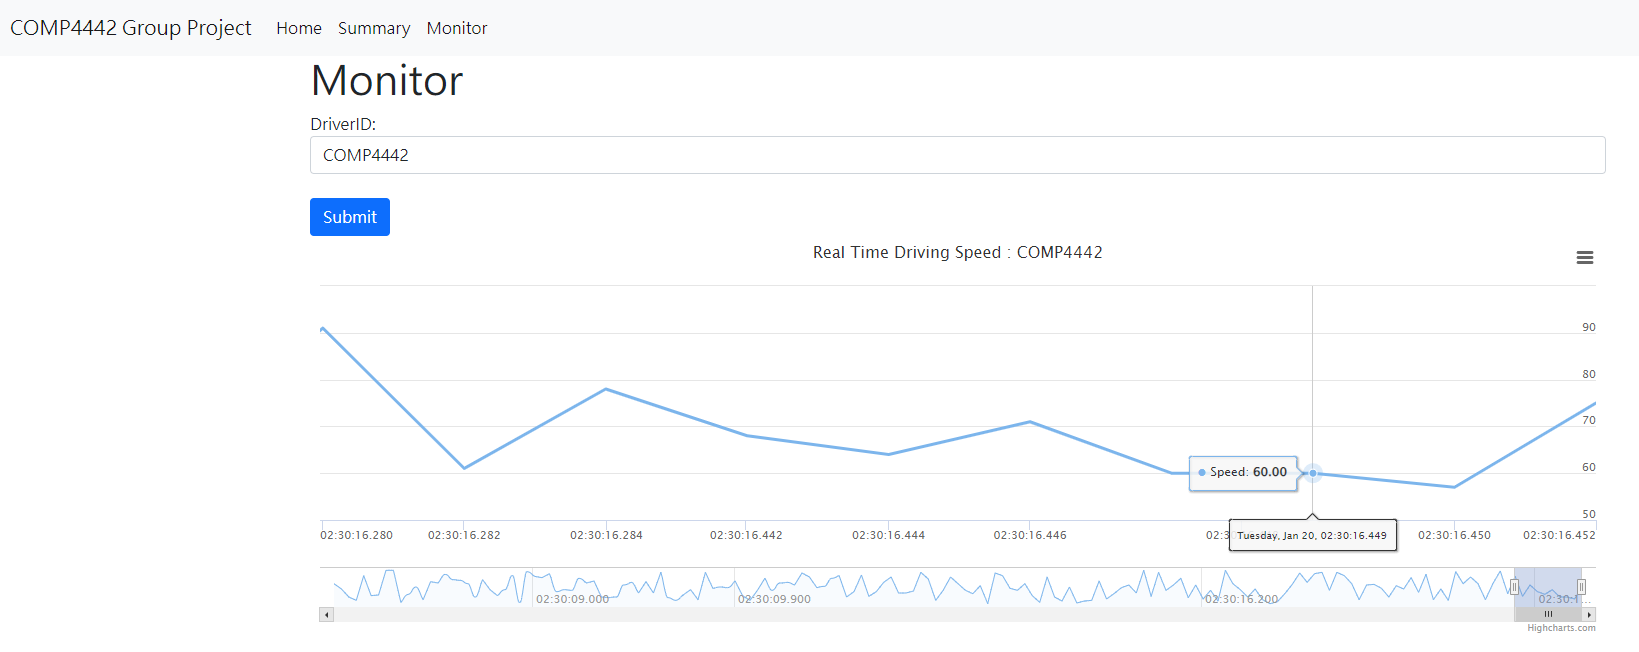 COMP4442 Group Project Home Summary Monitor
Monitor
DriverID:
COMP4442
Submit
Real Time Driving Speed : COMP4442
90
80
70
60
50
Speed: 60.00
02:30:16.280 02:30:16.282 02:30:16.284 02:30:16.442 02:30:16.444 02:30:16.446 02:30:16.450 02:30:16.452
Tuesday, Jan 20, 02:30:16.449
02:30:09.000 02:30:09.900 02:30:16.200 02:30:1...
Highcharts.com